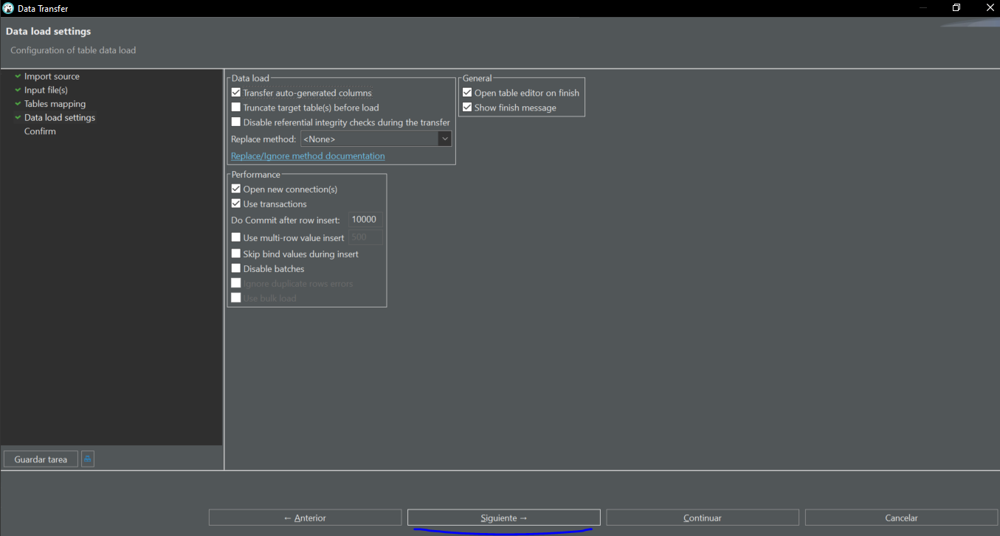 Data Transfer
Data load settings
Configuration of table data load
Import source
Input file(s)
Tables mapping
Data load settings
Confirm
Data load
Transfer auto-generated columns
Truncate target table(s) before load
Disable referential integrity checks during the transfer
Replace method: <None>
Replace/Ignore method documentation
General
Open table editor on finish
Show finish message
Performance
Open new connection(s)
Use transactions
Do Commit after row insert: 10000
Use multi-row value insert 500
Skip bind values during insert
Disable batches
Ignore duplicate rows errors
Use bulk load
Guardar tarea
← Anterior
Siguiente →
Continuar
Cancelar